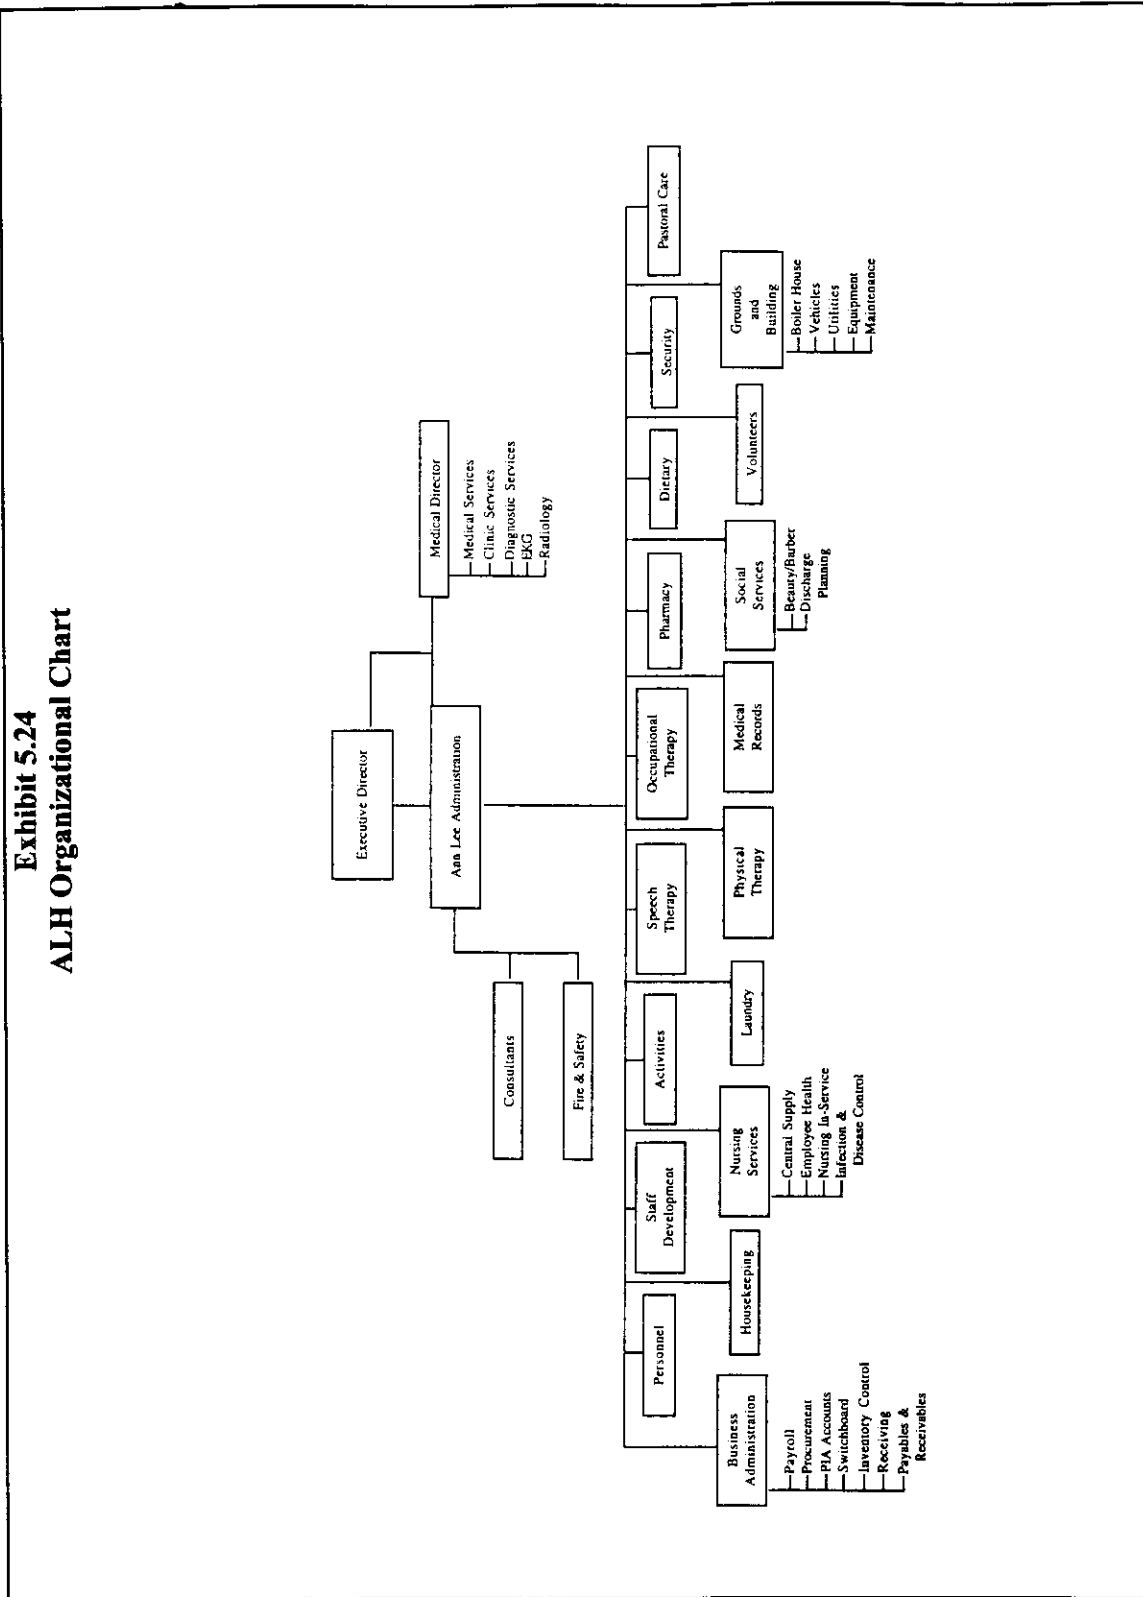 Exhibit 5.24
ALH Organizational Chart
Executive Director
Ann Lee Administration
Medical Director
Medical Services
Clinic Services
Diagnostic Services
EKG
Radiology
Consultants
Fire & Safety
Personnel
Staff
Development
Activities
Speech
Therapy
Occupational
Therapy
Pharmacy
Dietary
Security
Pastoral Care
Business
Administration
Payroll
Procurement
PIA Accounts
Switchboard
Inventory Control
Receiving
Payables &
Receivables
Housekeeping
Nursing
Services
Central Supply
Employee Health
Nursing In-Service
Infection &
Disease Control
Laundry
Physical
Therapy
Medical
Records
Social
Services
Beauty/Barber
Discharge
Planning
Volunteers
Grounds
and
Building
Boiler House
Vehicles
Utilities
Equipment
Maintenance